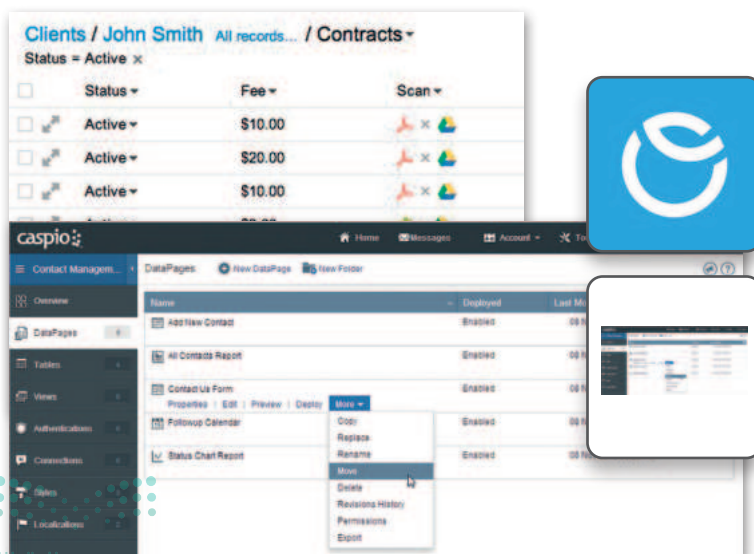 Clients / John Smith All records... / Contracts
Status = Active ×
Status Fee Scan
Active $10.00
Active $20.00
Active $10.00
caspio
Home Messages Account
Contact Managem...
DataPages New DataPage New Folder
Overview
Name Deployed
DataPages
Add New Contact Enabled
All Contacts Report Enabled
Tables
Contact Us Form Enabled
Views
Properties | Edit | Preview | Deploy More
Followup Calendar Enabled
Authentications
Copy
Replace
Status Chart Report Enabled
Connections
Rename
Move
Styles
Delete
Revisions History
Localizations
Permissions
Export